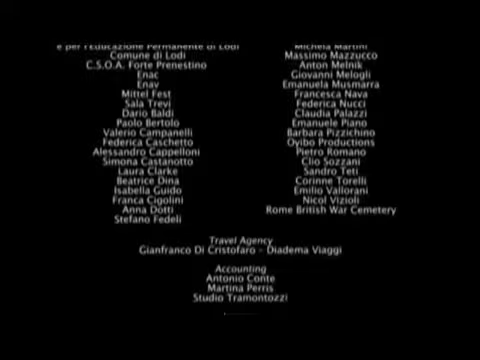 e per l'Educazione Permanente di Lodi
Comune di Lodi
C.S.O.A. Forte Prenestino
Enac
Enav
Mittel Fest
Sala Trevi
Dario Baldi
Paolo Bertolo
Valerio Campanelli
Federica Caschetto
Alessandro Cappelloni
Simona Castanotto
Laura Clarke
Beatrice Dina
Isabella Guido
Franca Cigolini
Anna Dotti
Stefano Fedeli
Michela Martini
Massimo Mazzucco
Anton Melnik
Giovanni Melogli
Emanuela Musmarra
Francesca Nava
Federica Nucci
Claudia Palazzi
Emanuele Piano
Barbara Pizzichino
Oyibo Productions
Pietro Romano
Clio Sozzani
Sandro Teti
Corinne Torelli
Emilio Vallorani
Nicol Vizioli
Rome British War Cemetery
Travel Agency
Gianfranco Di Cristofaro - Diadema Viaggi
Accounting
Antonio Conte
Martina Perris
Studio Tramontozzi